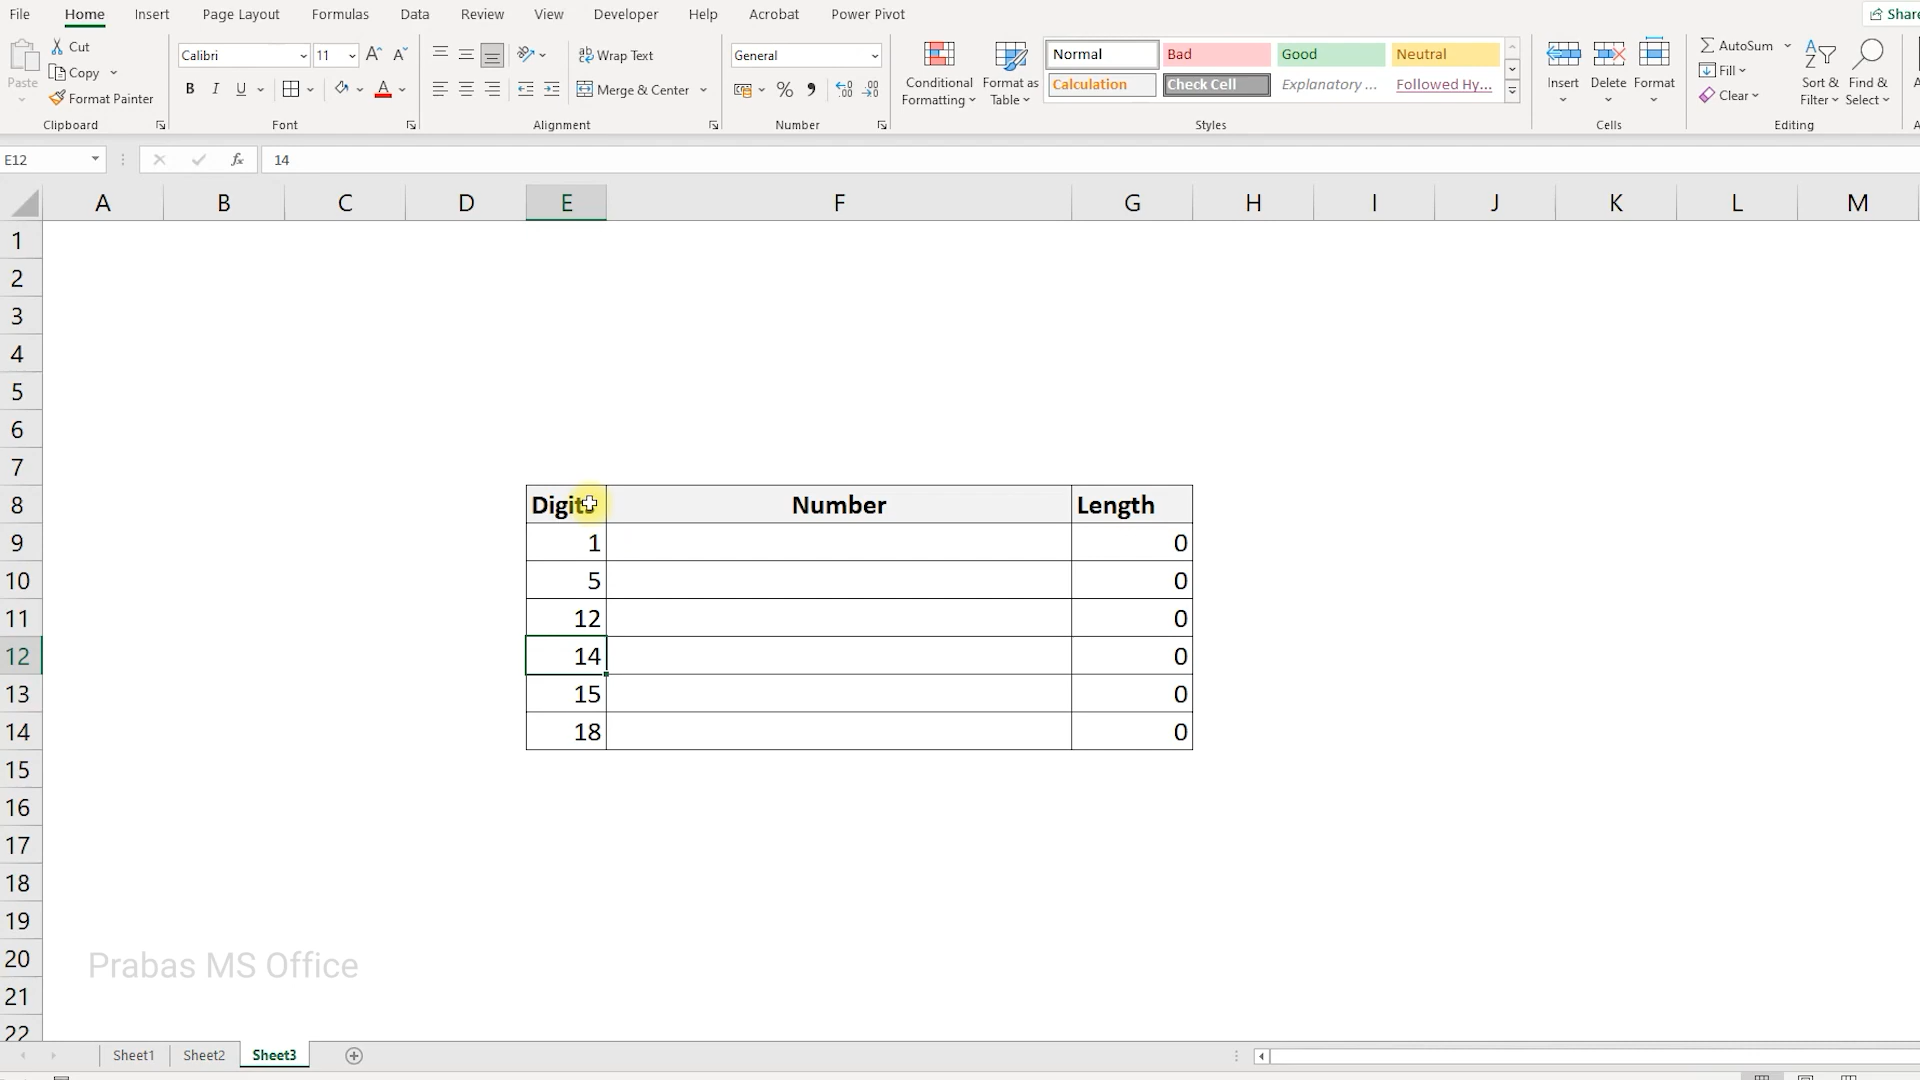 File Home Insert Page Layout Formulas Data Review View Developer Help Acrobat Power Pivot Share
Paste Cut Copy Format Painter
Calibri 11
Wrap Text
Merge & Center
General
Conditional Formatting
Format as Table
Normal Bad Good Neutral
Calculation Check Cell Explanatory ... Followed Hy...
Insert Delete Format
AutoSum
Fill
Clear
Sort & Filter
Find & Select
Clipboard Font Alignment Number Styles Cells Editing
E12 fx 14
A B C D E F G H I J K L M
1
2
3
4
5
6
7
8 Digits Number Length
9 1 0
10 5 0
11 12 0
12 14 0
13 15 0
14 18 0
15
16
17
18
19
20 Prabas MS Office
21
22
Sheet1 Sheet2 Sheet3